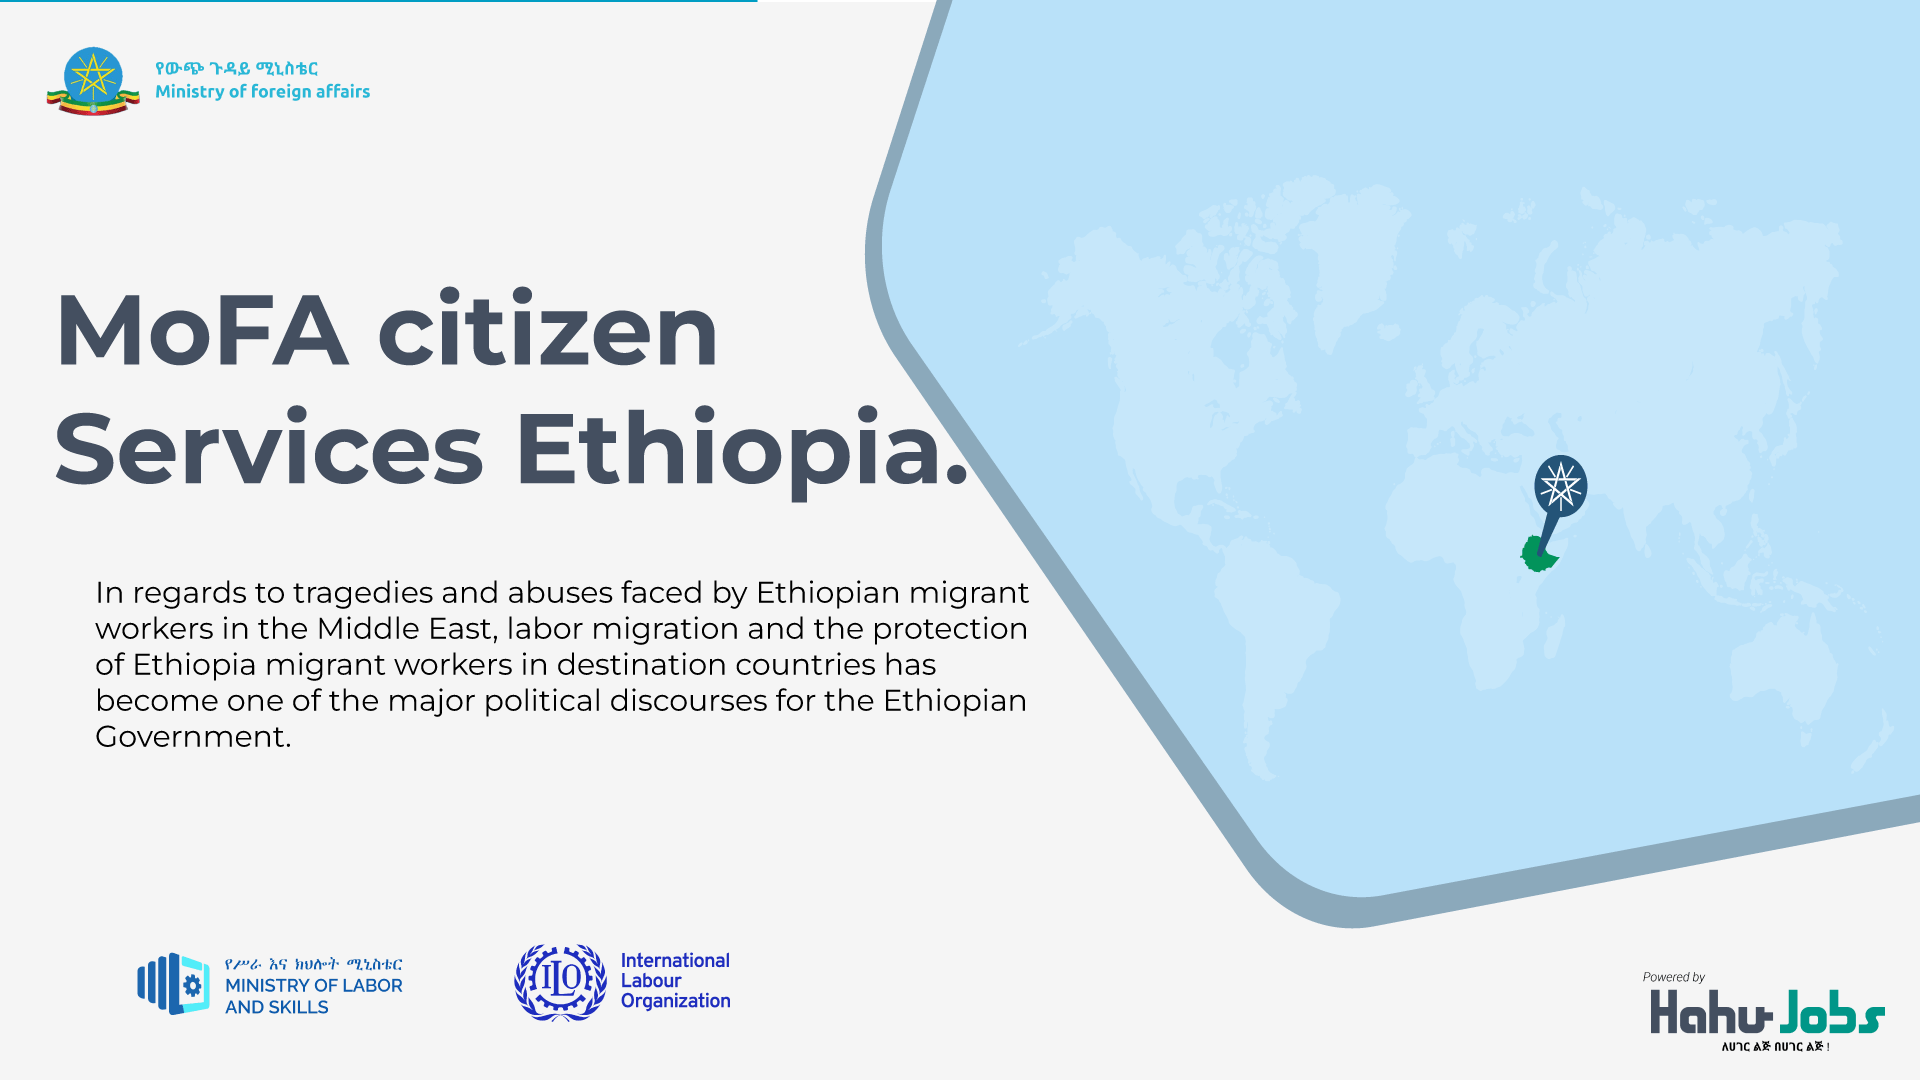 የውጭ ጉዳይ ሚኒስቴር
Ministry of foreign affairs
MoFA citizen
Services Ethiopia.
In regards to tragedies and abuses faced by Ethiopian migrant
workers in the Middle East, labor migration and the protection
of Ethiopia migrant workers in destination countries has
become one of the major political discourses for the Ethiopian
Government.
የሥራ እና ክህሎት ሚኒስቴር
MINISTRY OF LABOR
AND SKILLS
ILO
International
Labour
Organization
Powered by
HahuJobs
ለሀገር ልጅ በሀገር ልጅ !